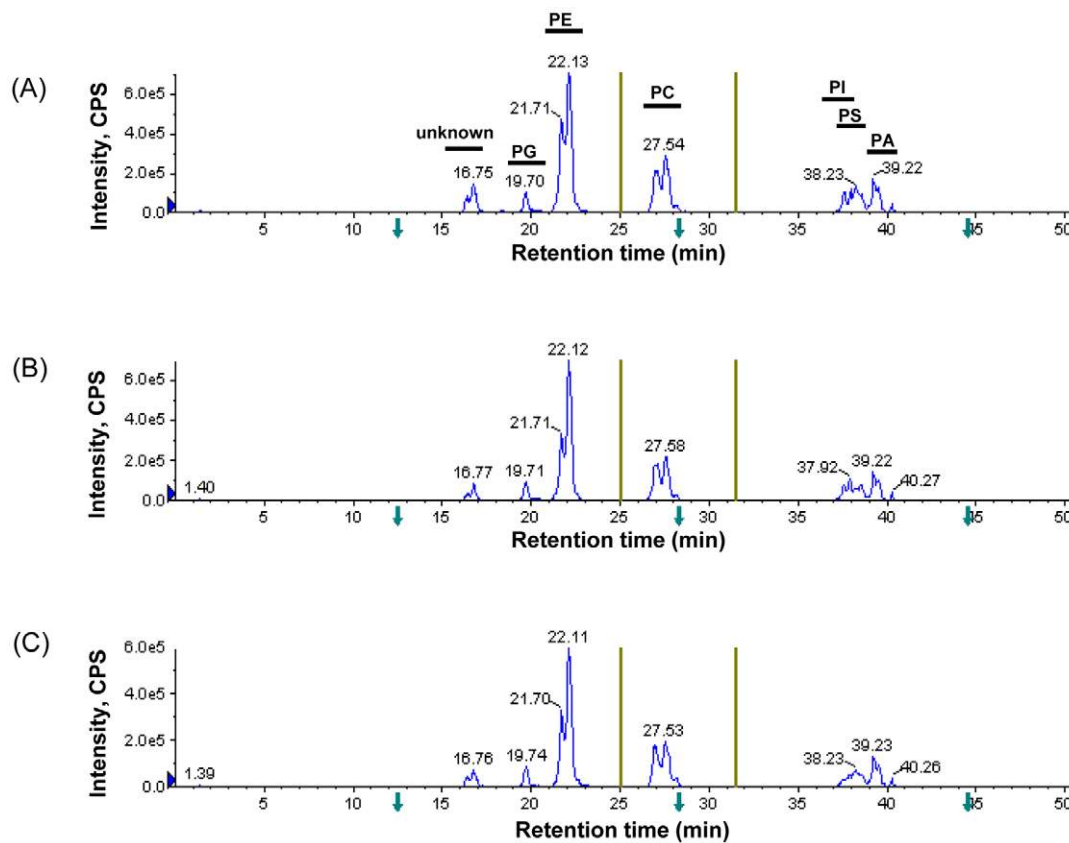 (A)
PE
22.13
21.71
PC
27.54
PI
PS
PA
unknown
16.75
PG
19.70
38.23
39.22
Intensity, CPS
6.0e5
4.0e5
2.0e5
0.0
5 10 15 20 25 30 35 40 45 50
Retention time (min)
(B)
22.12
21.71
27.58
16.77
19.71
37.92
39.22
40.27
1.40
Intensity, CPS
6.0e5
4.0e5
2.0e5
0.0
5 10 15 20 25 30 35 40 45 50
Retention time (min)
(C)
22.11
21.70
27.53
16.76
19.74
38.23
39.23
40.26
1.39
Intensity, CPS
6.0e5
4.0e5
2.0e5
0.0
5 10 15 20 25 30 35 40 45 50
Retention time (min)